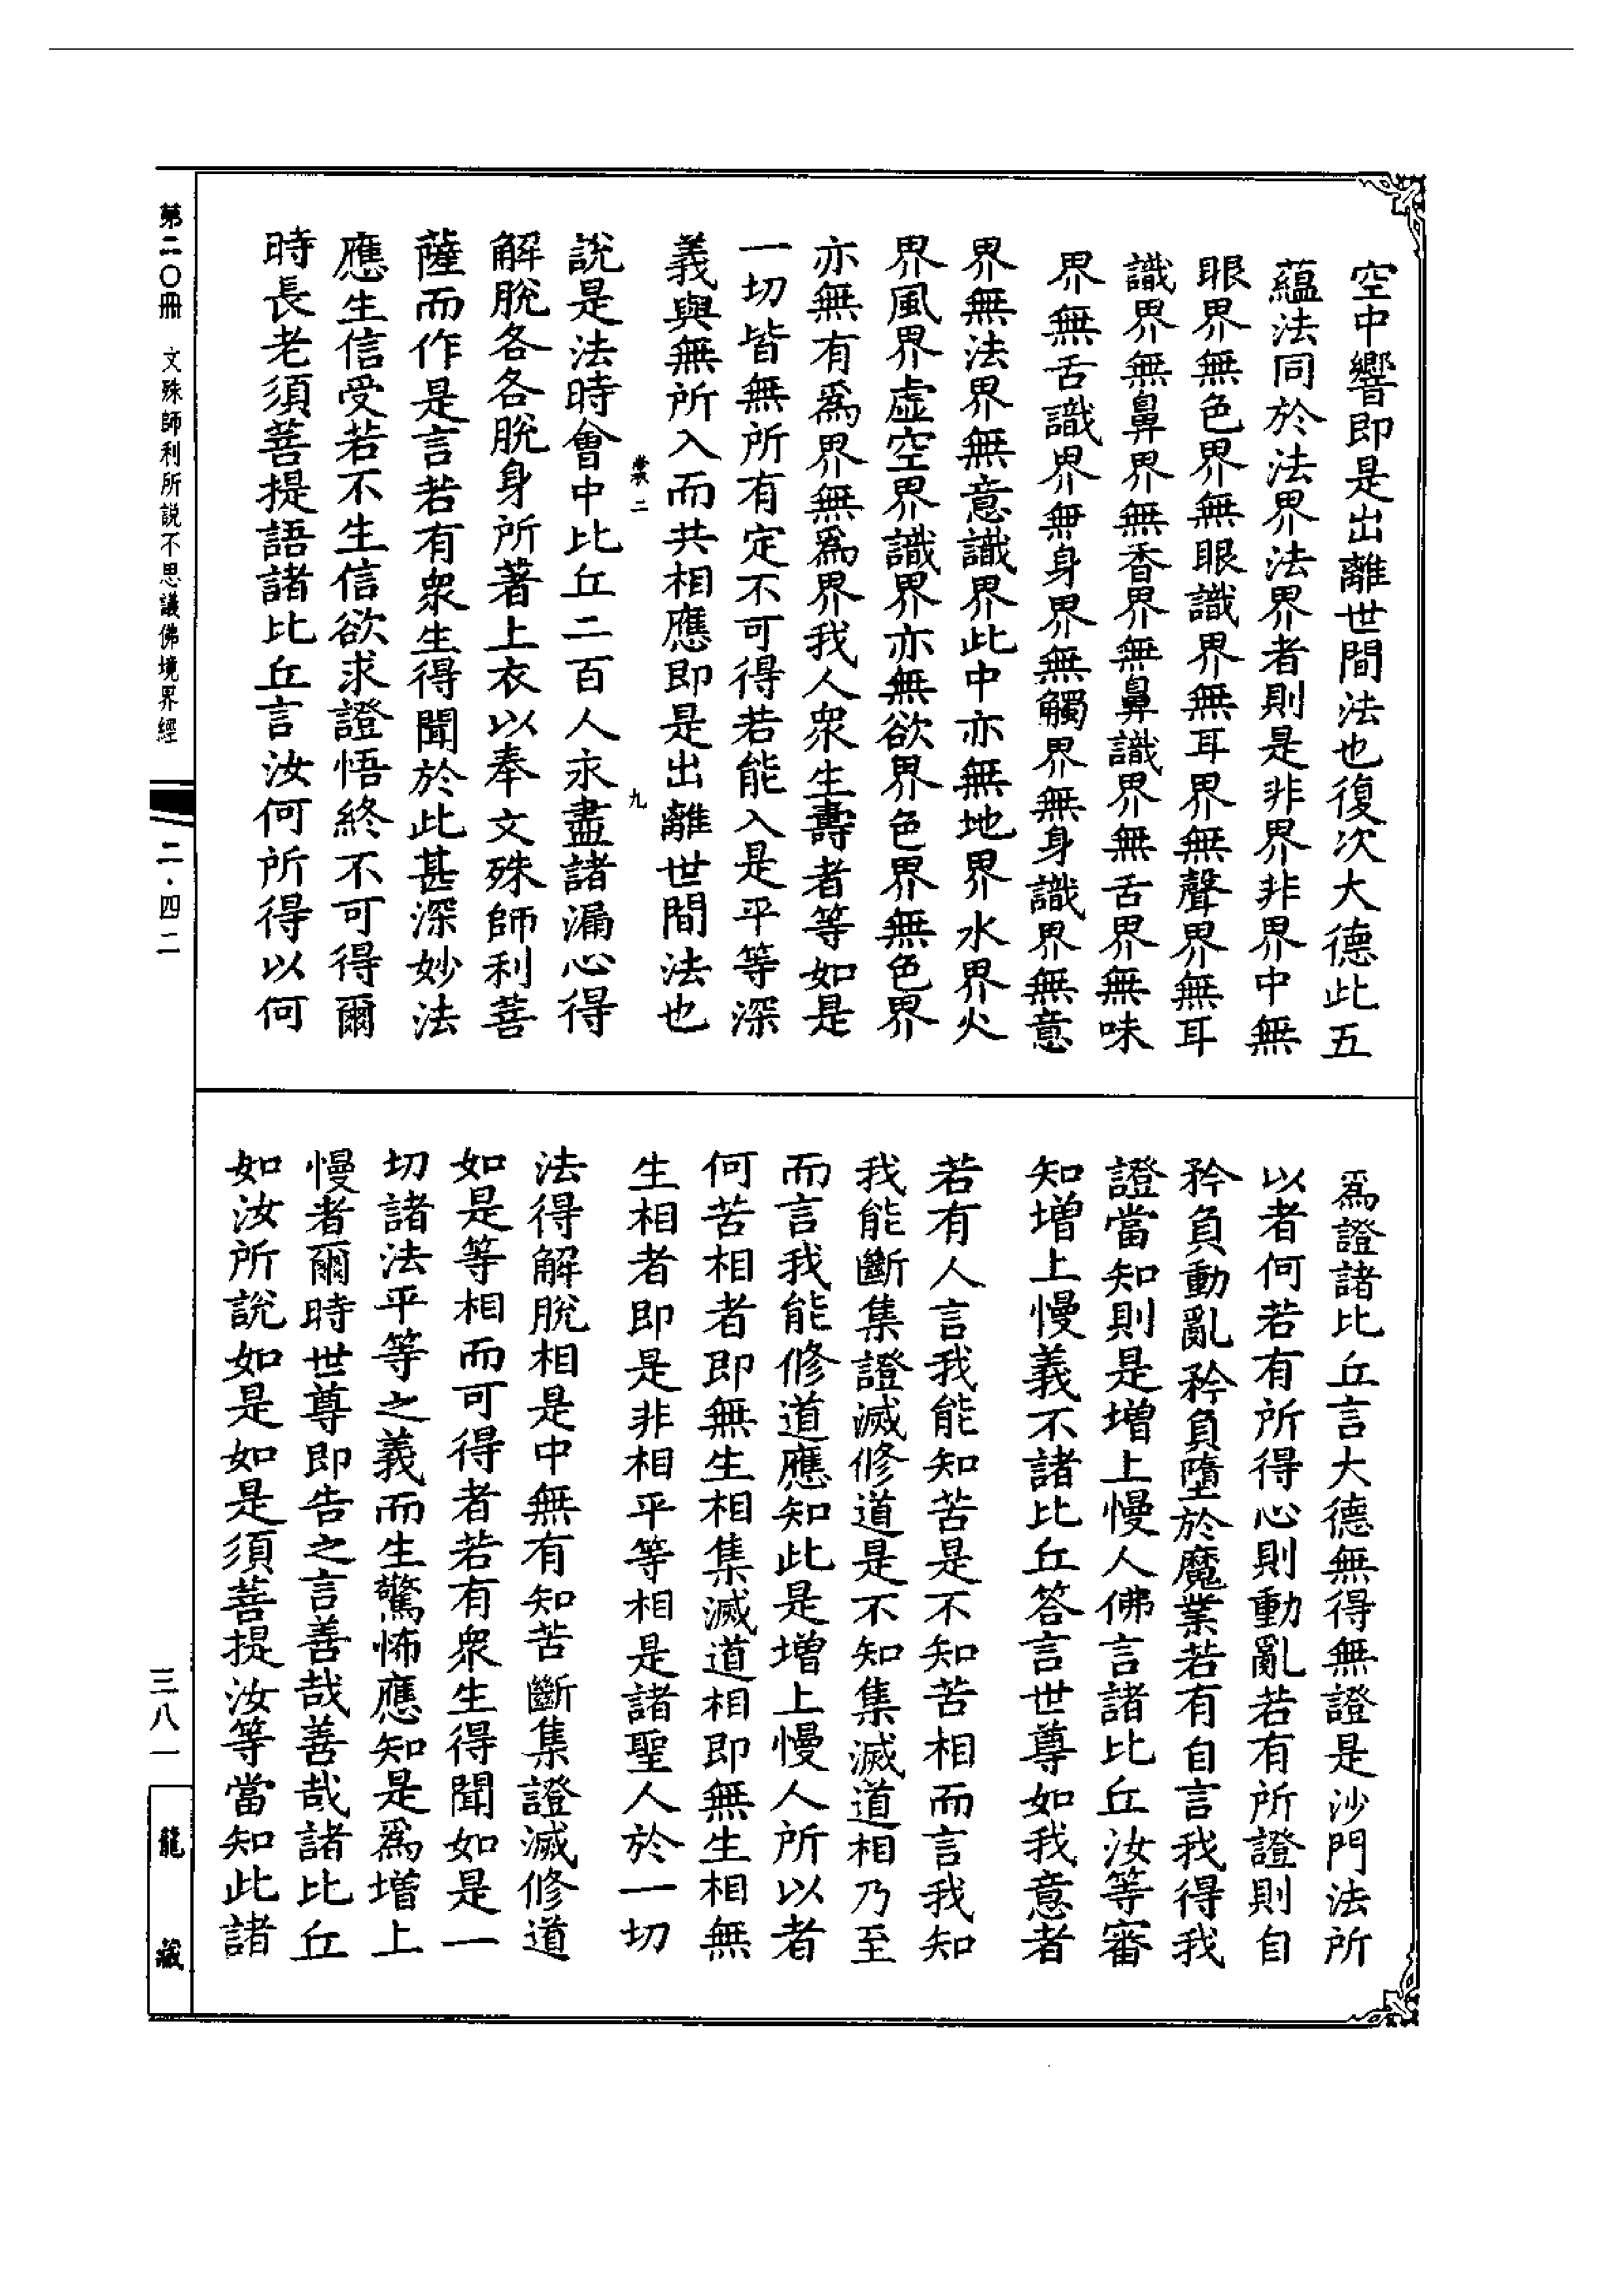 空中響即是出離世間法也復次大德此五
蘊法同於法界法界者則是非界非界中無
眼界無色界無眼識界無耳界無聲界無耳
識界無鼻界無香界無鼻識界無舌界無味
界無舌識界無身界無觸界無身識界無意
界無法界無意識界此中亦無地界水界火
界風界虛空界識界亦無欲界色界無色界
亦無有爲界無爲界我人衆生壽者等如是
一切皆無所有定不可得若能入是平等深
義與無所入而共相應即是出離世間法也
二 九
說是法時會中比丘二百人永盡諸漏心得
解脫各各脫身所著上衣以奉文殊師利菩
薩而作是言若有衆生得聞於此甚深妙法
應生信受若不生信欲求證悟終不可得爾
時長老須菩提語諸比丘言汝何所得以何
爲證諸比丘言大德無得無證是沙門法所
以者何若有所得心則動亂若有所證則自
矜負動亂矜負墮於魔業若有自言我得我
證當知則是增上慢人佛言諸比丘汝等審
知增上慢義不諸比丘答言世尊如我意者
若有人言我能知苦是不知苦相而言我知
我能斷集證滅修道是不知集滅道相乃至
而言我能修道應知此是增上慢人所以者
何苦相者即無生相集滅道相即無生相無
生相者即是非相平等相是諸聖人於一切
法得解脫相是中無有知苦斷集證滅修道
如是等相而可得者若有衆生得聞如是一
切諸法平等之義而生驚怖應知是爲增上
慢者爾時世尊即告之言善哉善哉諸比丘
如汝所說如是如是須菩提汝等當知此諸
第二〇冊 文殊師利所説不思議佛境界經
二·四二
三八一
龍藏